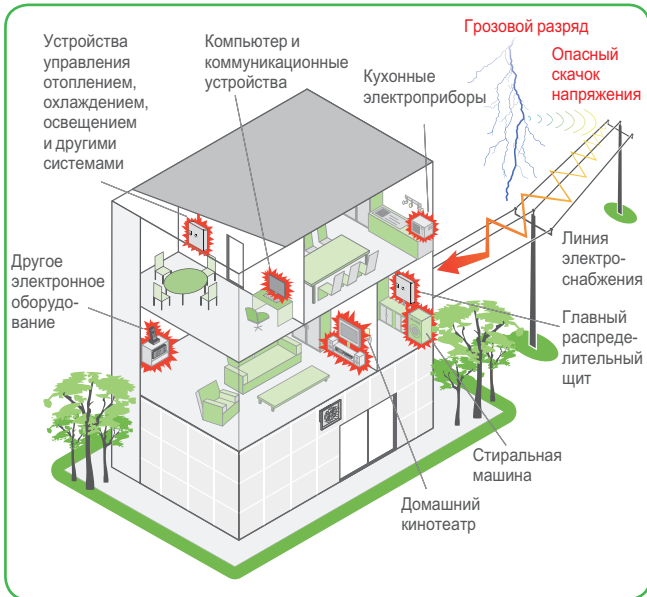 Грозовой разряд
Опасный
скачок
напряжения
Устройства
управления
отоплением,
охлаждением,
освещением
и другими
системами
Компьютер и
коммуникационные
устройства
Кухонные
электроприборы
Другое
электронное
оборудо-
вание
Линия
электро-
снабжения
Главный
распреде-
лительный
щит
Стиральная
машина
Домашний
кинотеатр